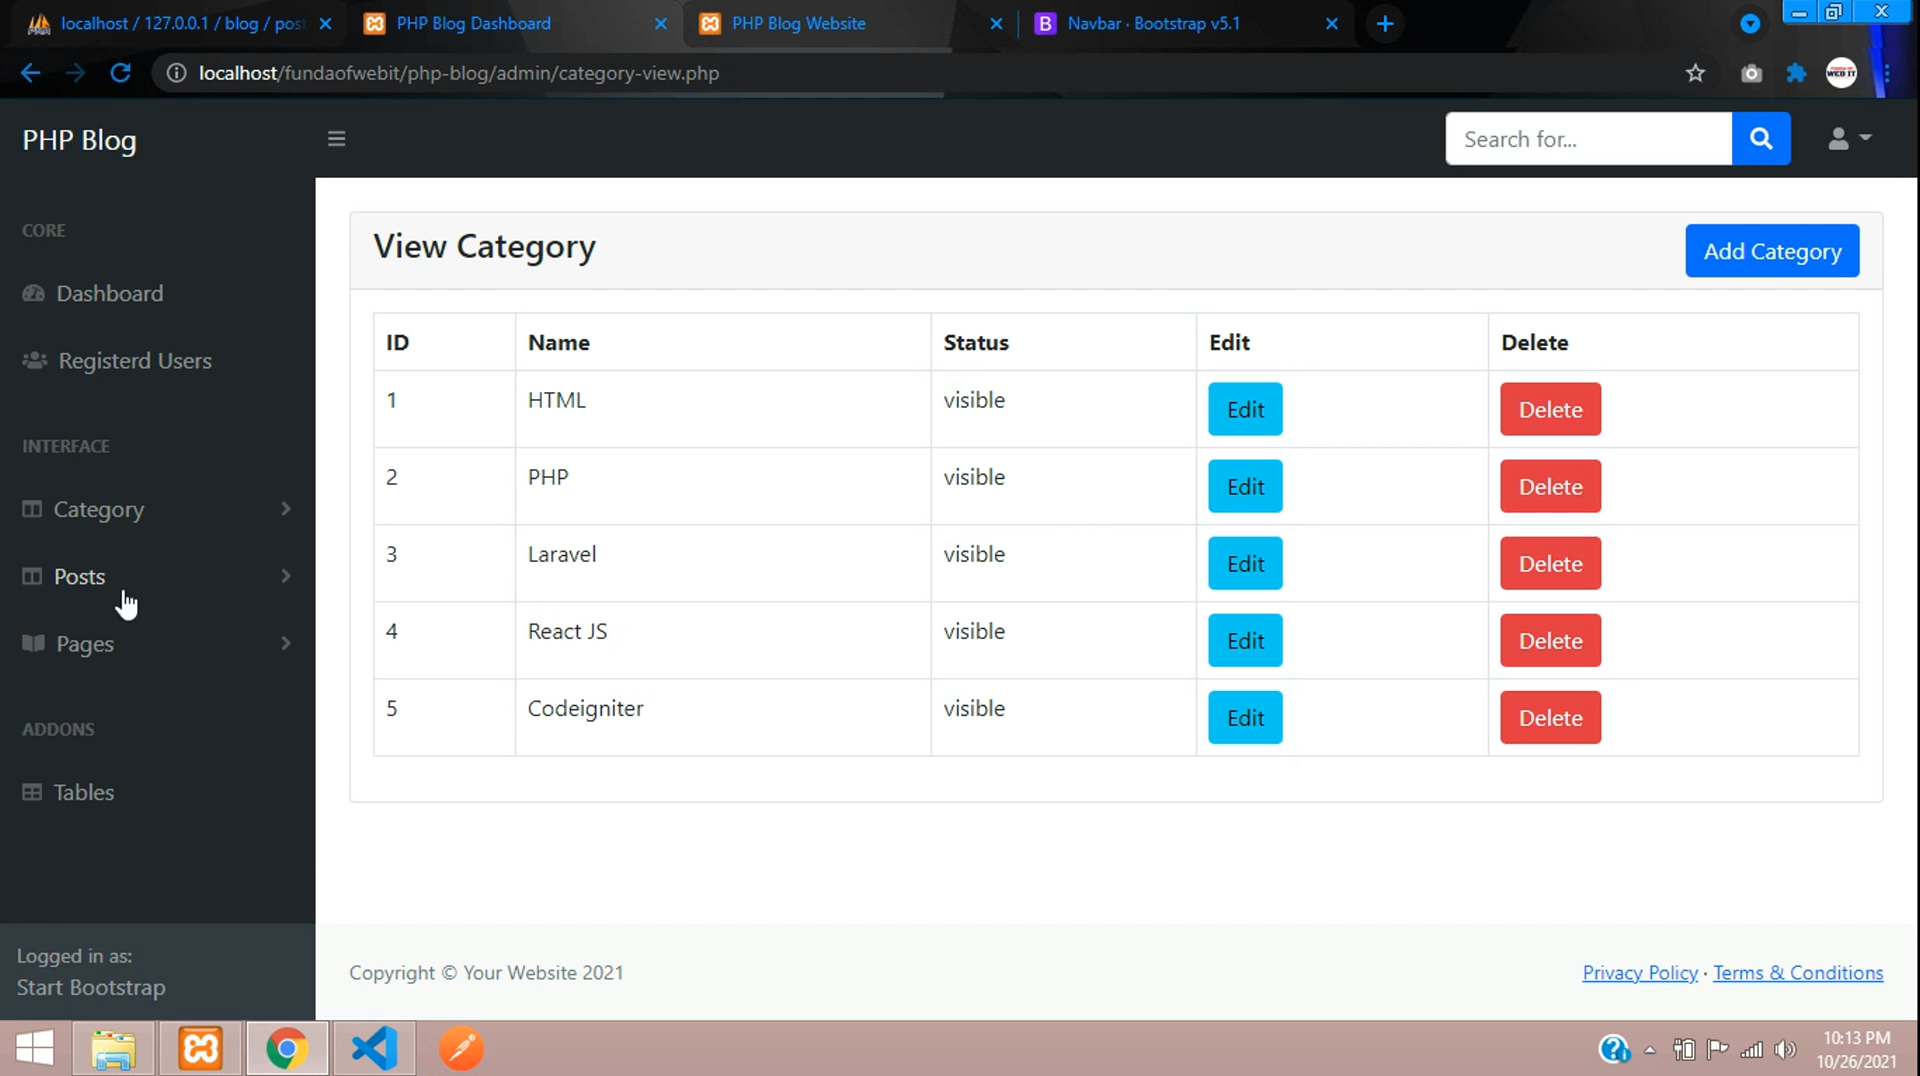 localhost / 127.0.0.1 / blog / post
PHP Blog Dashboard
PHP Blog Website
Navbar · Bootstrap v5.1
localhost/fundaofwebit/php-blog/admin/category-view.php
WEB IT
PHP Blog
Search for...
CORE
Dashboard
Registerd Users
INTERFACE
Category
Posts
Pages
ADDONS
Tables
Logged in as:
Start Bootstrap
View Category
Add Category
ID Name Status Edit Delete
1 HTML visible Edit Delete
2 PHP visible Edit Delete
3 Laravel visible Edit Delete
4 React JS visible Edit Delete
5 Codeigniter visible Edit Delete
Copyright © Your Website 2021
Privacy Policy · Terms & Conditions
10:13 PM
10/26/2021